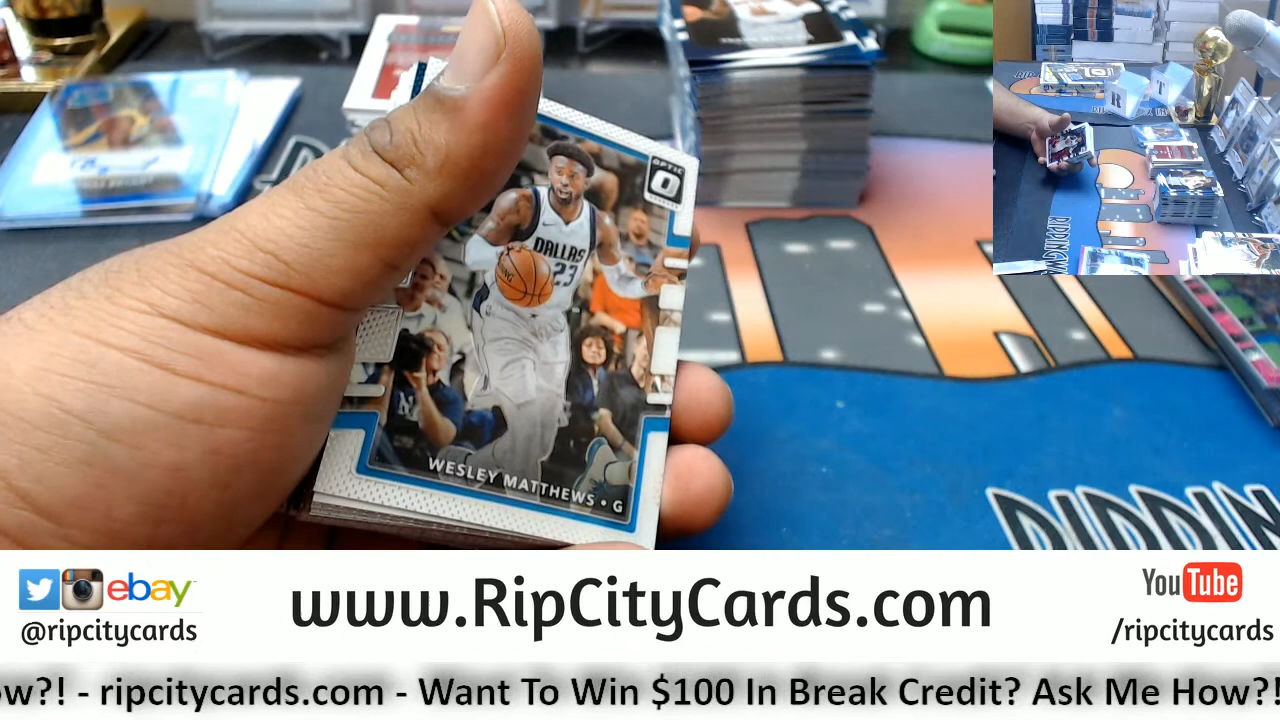 OPTIC
DALLAS
23
WESLEY MATTHEWS • G
R
T
ebay
@ripcitycards
www.RipCityCards.com
YouTube
/ripcitycards
ow?! - ripcitycards.com - Want To Win $100 In Break Credit? Ask Me How?!